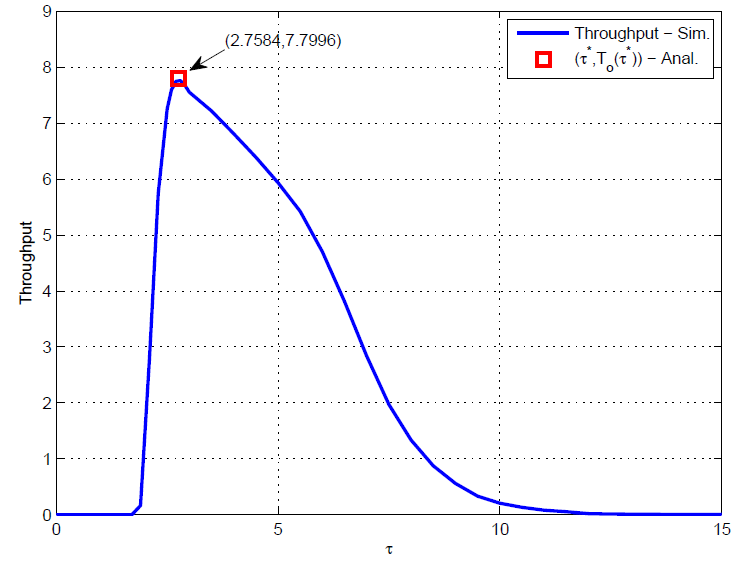 (2.7584,7.7996)
Throughput − Sim.
(τ*,To(τ*)) − Anal.
Throughput
9
8
7
6
5
4
3
2
1
0
0 5 10 15
τ